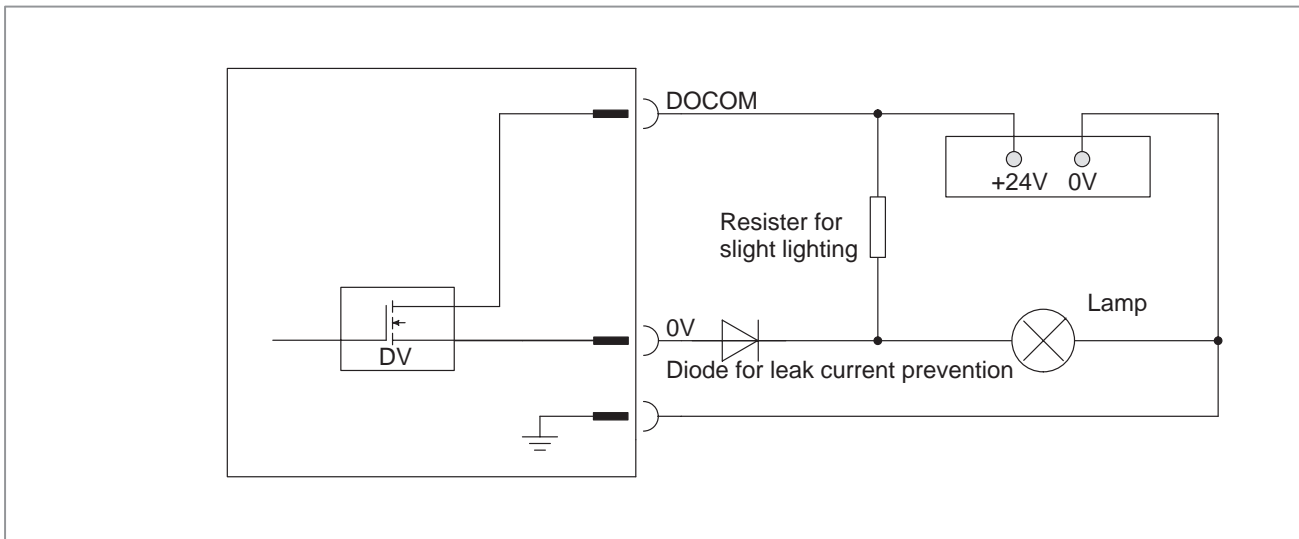 DOCOM
+24V 0V
Resister for
slight lighting
Lamp
0V
DV
Diode for leak current prevention